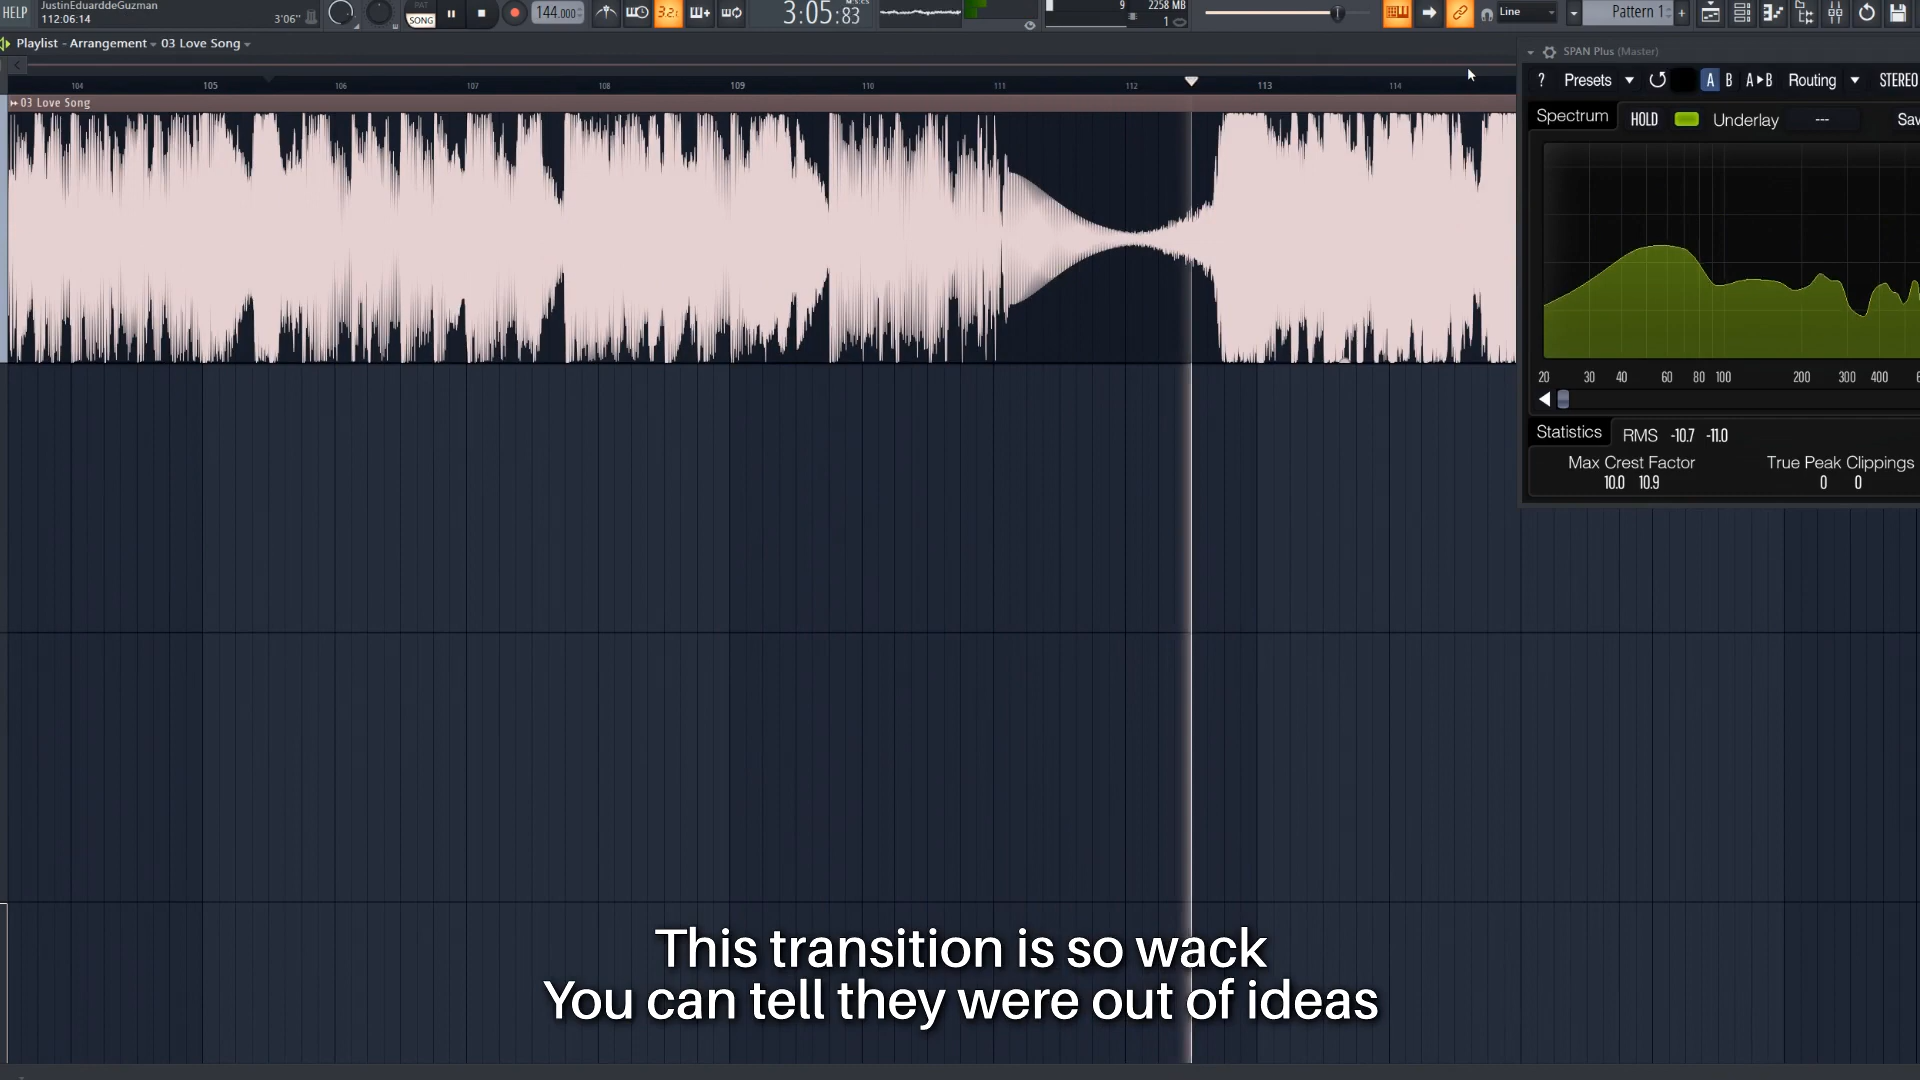 HELP
JustinEduarddeGuzman
112:06:14
3'06"
PAT
SONG
144.000
3:05:83
9
2258 MB
1
Line
Pattern 1
Playlist - Arrangement
03 Love Song
SPAN Plus (Master)
104 105 106 107 108 109 110 111 112 113 114
03 Love Song
? Presets A B A▸B Routing STEREO
Spectrum HOLD Underlay --- Sav
20 30 40 60 80 100 200 300 400 6
Statistics RMS -10.7 -11.0
Max Crest Factor True Peak Clippings
10.0 10.9 0 0
This transition is so wack
You can tell they were out of ideas